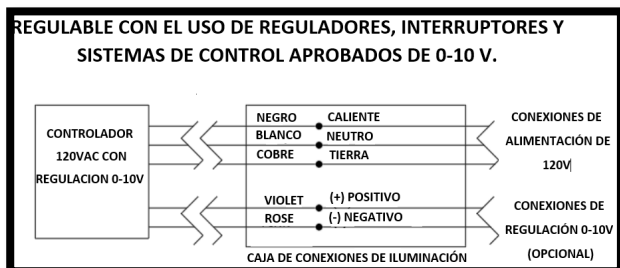 REGULABLE CON EL USO DE REGULADORES, INTERRUPTORES Y
SISTEMAS DE CONTROL APROBADOS DE 0-10 V.
CONTROLADOR
120VAC CON
REGULACION 0-10V
NEGRO
CALIENTE
BLANCO
NEUTRO
COBRE
TIERRA
VIOLET
(+) POSITIVO
ROSE
(-) NEGATIVO
CAJA DE CONEXIONES DE ILUMINACIÓN
CONEXIONES DE
ALIMENTACIÓN DE
120V
CONEXIONES DE
REGULACIÓN 0-10V
(OPCIONAL)